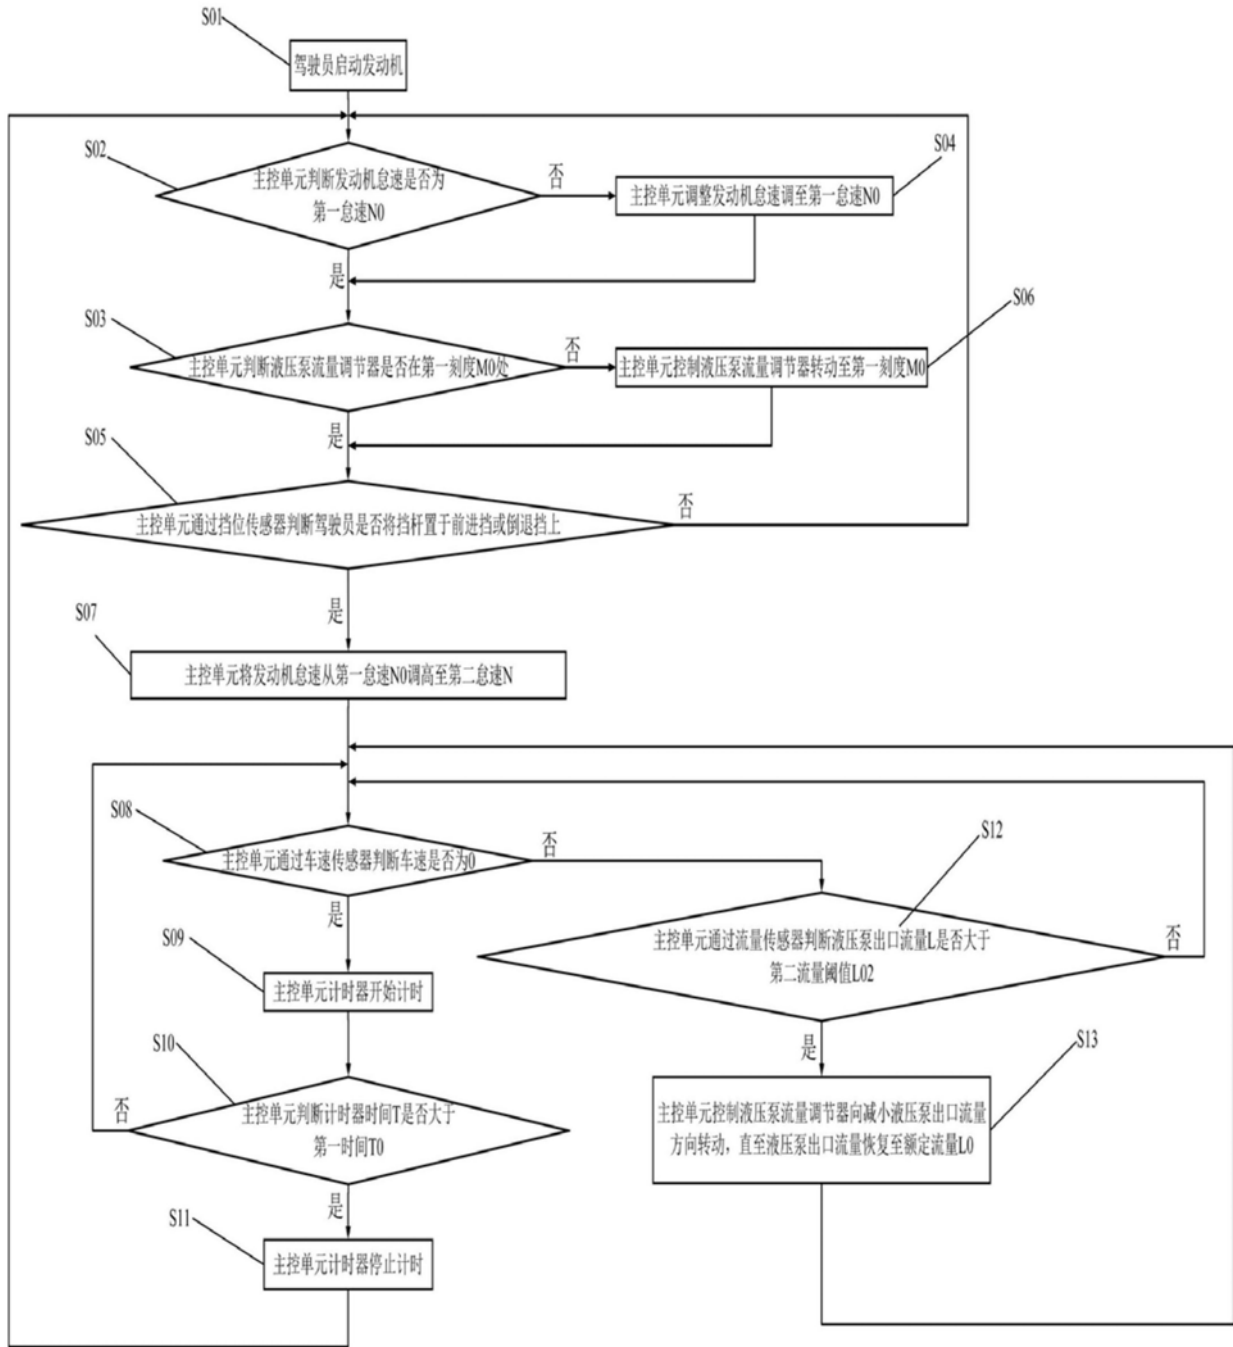 S01
驾驶员启动发动机
S02
主控单元判断发动机怠速是否为
第一怠速N0
否
S04
主控单元调整发动机怠速调至第一怠速N0
是
S03
主控单元判断液压泵流量调节器是否在第一刻度M0处
否
S06
主控单元控制液压泵流量调节器转动至第一刻度M0
是
S05
主控单元通过挡位传感器判断驾驶员是否将挡杆置于前进挡或倒退挡上
否
是
S07
主控单元将发动机怠速从第一怠速N0调高至第二怠速N
S08
主控单元通过车速传感器判断车速是否为0
否
是
S12
主控单元通过流量传感器判断液压泵出口流量L是否大于
第二流量阈值L02
否
是
S09
主控单元计时器开始计时
S10
主控单元判断计时器时间T是否大于
第一时间T0
否
是
S13
主控单元控制液压泵流量调节器向减小液压泵出口流量
方向转动，直至液压泵出口流量恢复至额定流量L0
S11
主控单元计时器停止计时